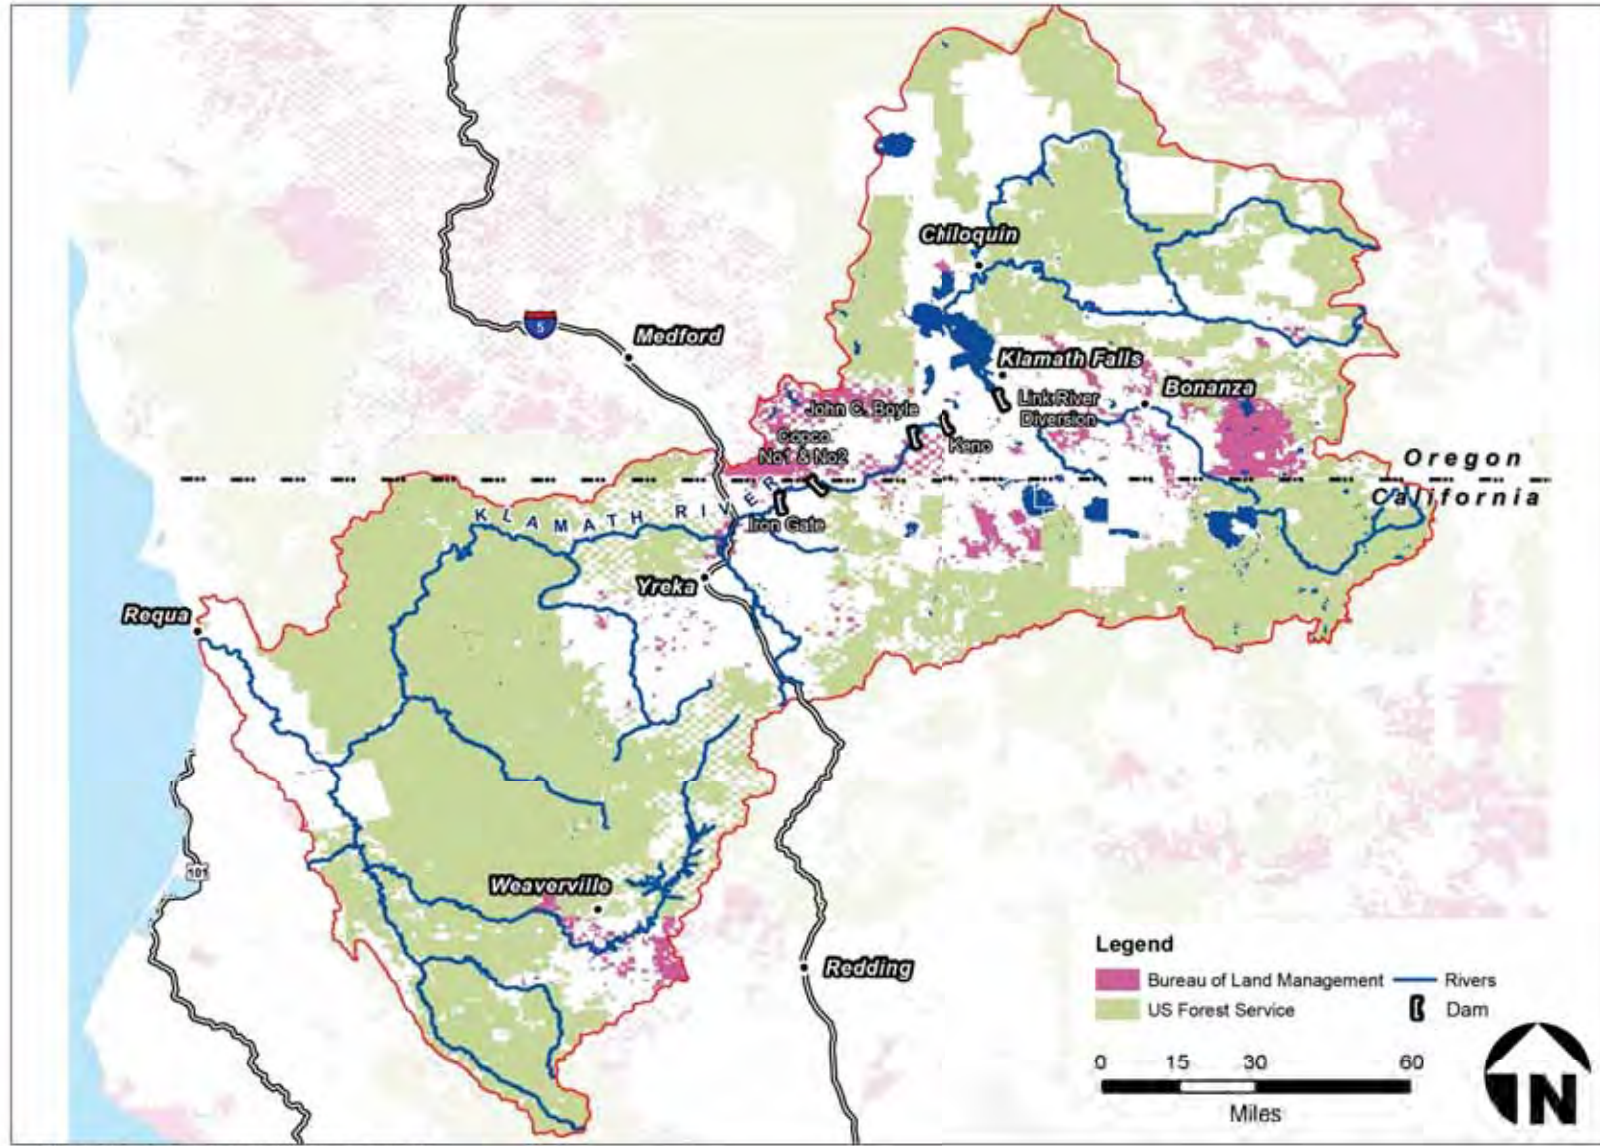 Chiloquin
5
Medford
Klamath Falls
Bonanza
John C. Boyle
Link River
Diversion
Copco
No1 & No2
Keno
Oregon
California
KLAMATH RIVER
Iron Gate
Yreka
Requa
101
Weaverville
Redding
Legend
Bureau of Land Management
Rivers
US Forest Service
Dam
0 15 30 60
Miles
N